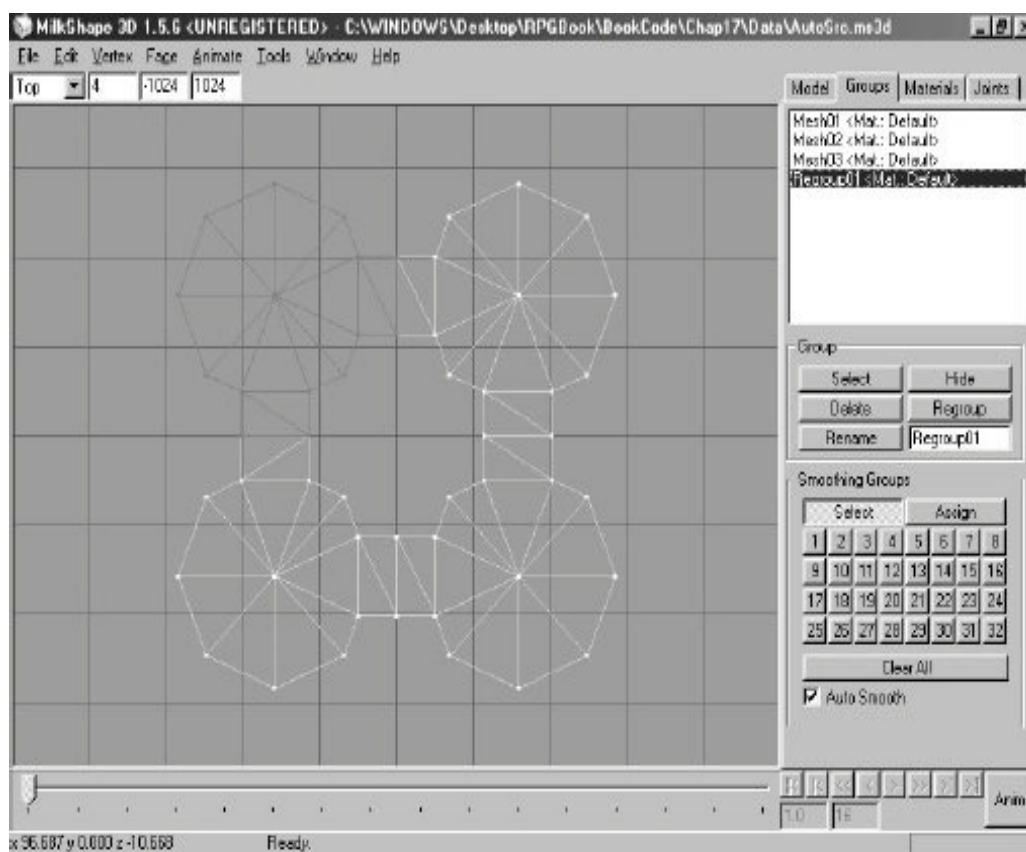 MilkShape 3D 1.5.6 <UNREGISTERED> - C:\WINDOWS\Desktop\RPGBook\BookCode\Chap17\Data\AutoSrc.ms3d
File Edit Vertex Face Animate Tools Window Help
Top 4 -1024 1024
Model Groups Materials Joints
Mesh01 <Mat.: Default>
Mesh02 <Mat.: Default>
Mesh03 <Mat.: Default>
Regroup01 <Mat.: Default>
Group
Select Hide
Delete Regroup
Rename Regroup01
Smoothing Groups
Select Assign
1 2 3 4 5 6 7 8
9 10 11 12 13 14 15 16
17 18 19 20 21 22 23 24
25 26 27 28 29 30 31 32
Clear All
Auto Smooth
Anim
1.0 16
x 96.687 y 0.000 z -10.668 Ready.